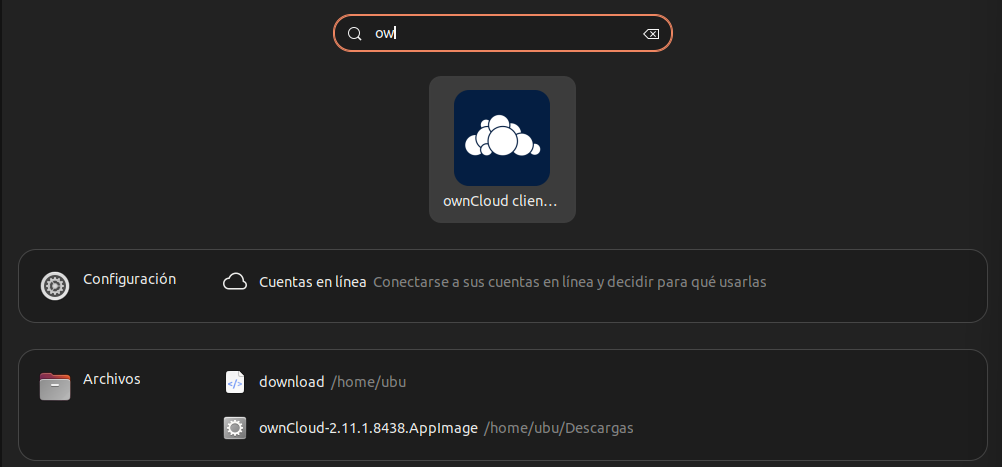 ow
ownCloud clien…
Configuración
Cuentas en línea Conectarse a sus cuentas en línea y decidir para qué usarlas
Archivos
download /home/ubu
ownCloud-2.11.1.8438.AppImage /home/ubu/Descargas